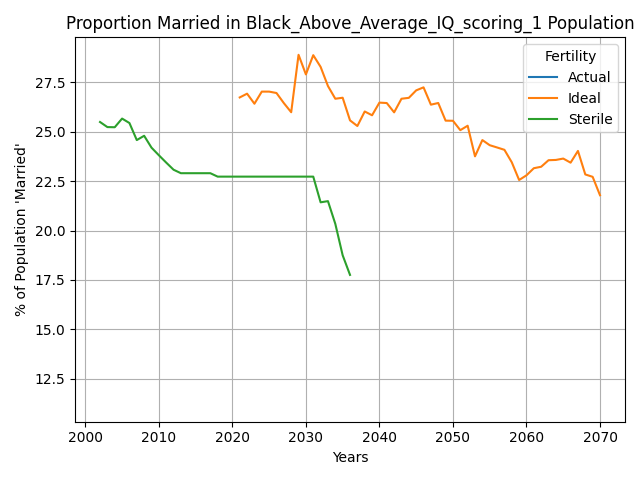 Proportion Married in Black_Above_Average_IQ_scoring_1 Population
% of Population 'Married'
27.5
25.0
22.5
20.0
17.5
15.0
12.5
Fertility
Actual
Ideal
Sterile
2000 2010 2020 2030 2040 2050 2060 2070
Years